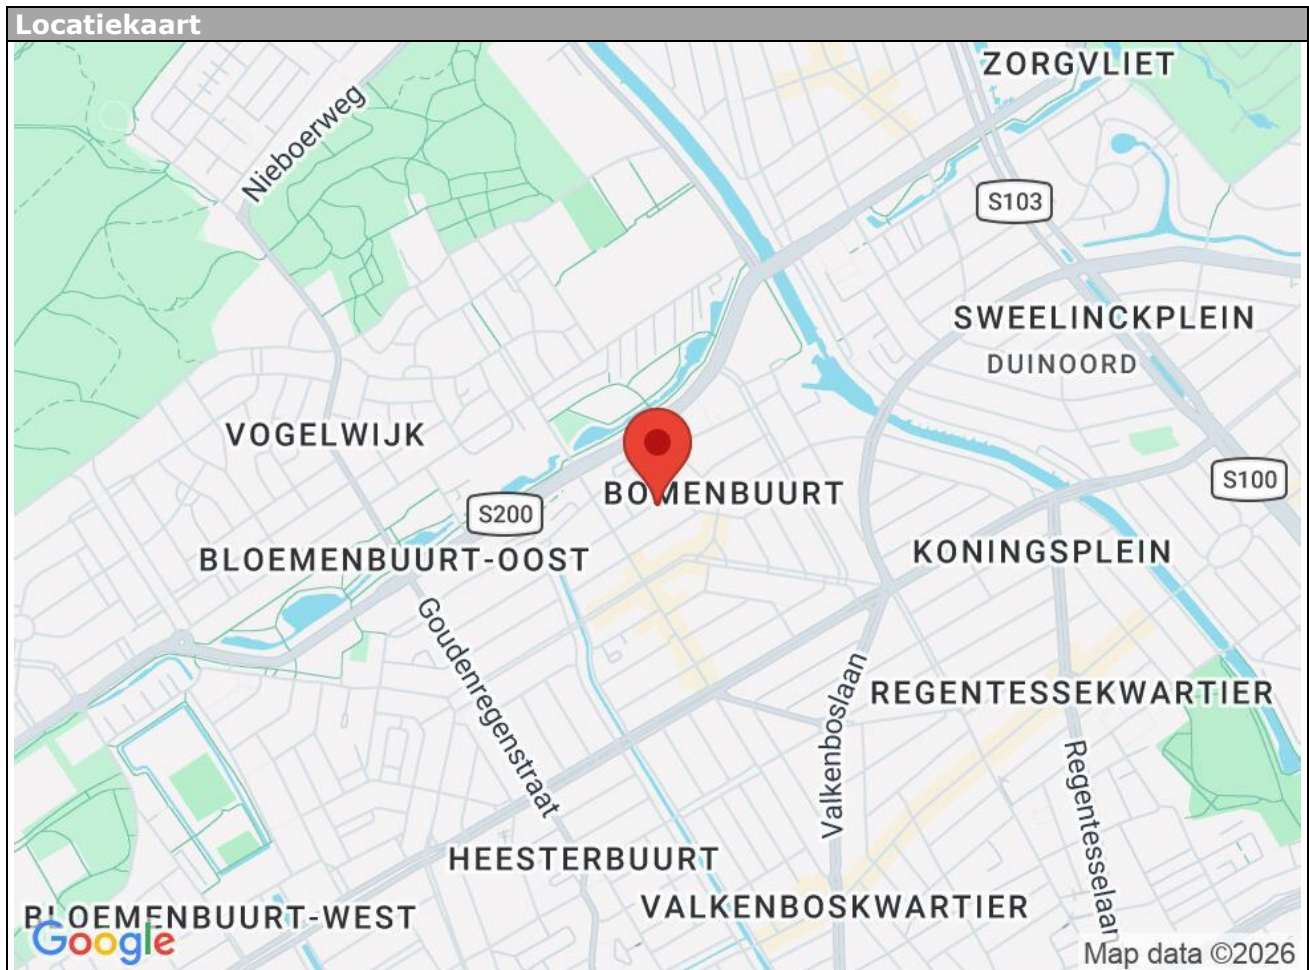 Locatiekaart
ZORGVLIET
Nieboerweg
S103
SWEELINCKPLEIN
DUINOORD
VOGELWIJK
S100
BOMENBUURT
S200
KONINGSPLEIN
BLOEMENBUURT-OOST
Goudenregenstraat
Valkenboslaan
REGENTESSEKWARTIER
Regentesselaan
HEESTERBUURT
VALKENBOSKWARTIER
BLOEMENBUURT-WEST
Google
Map data ©2026